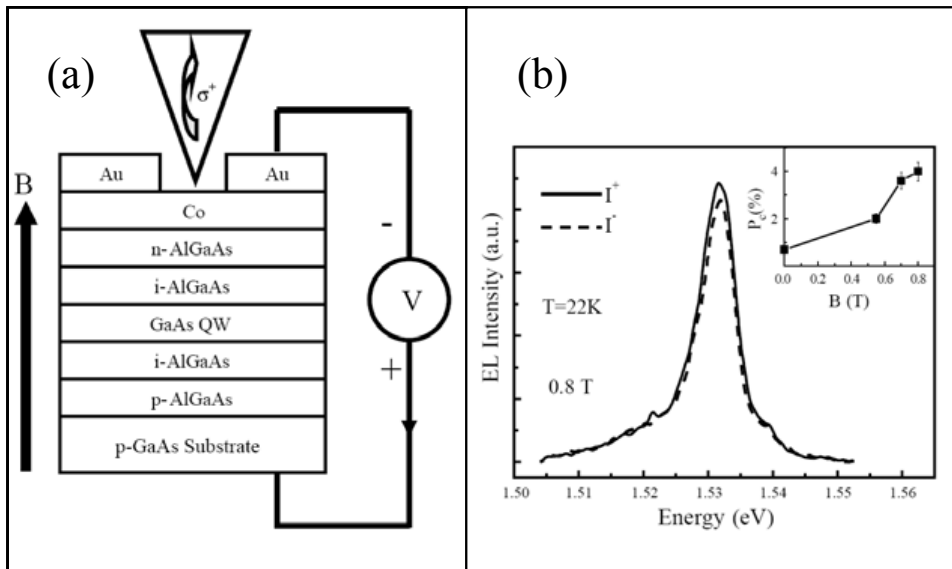 (a)
σ⁺
Au
Au
B
Co
n-AlGaAs
i-AlGaAs
GaAs QW
i-AlGaAs
p-AlGaAs
p-GaAs Substrate
-
V
+
(b)
I⁺
I⁻
T=22K
0.8 T
EL Intensity (a.u.)
1.50 1.51 1.52 1.53 1.54 1.55 1.56
Energy (eV)
P_c(%)
4
2
0.0 0.2 0.4 0.6 0.8
B (T)